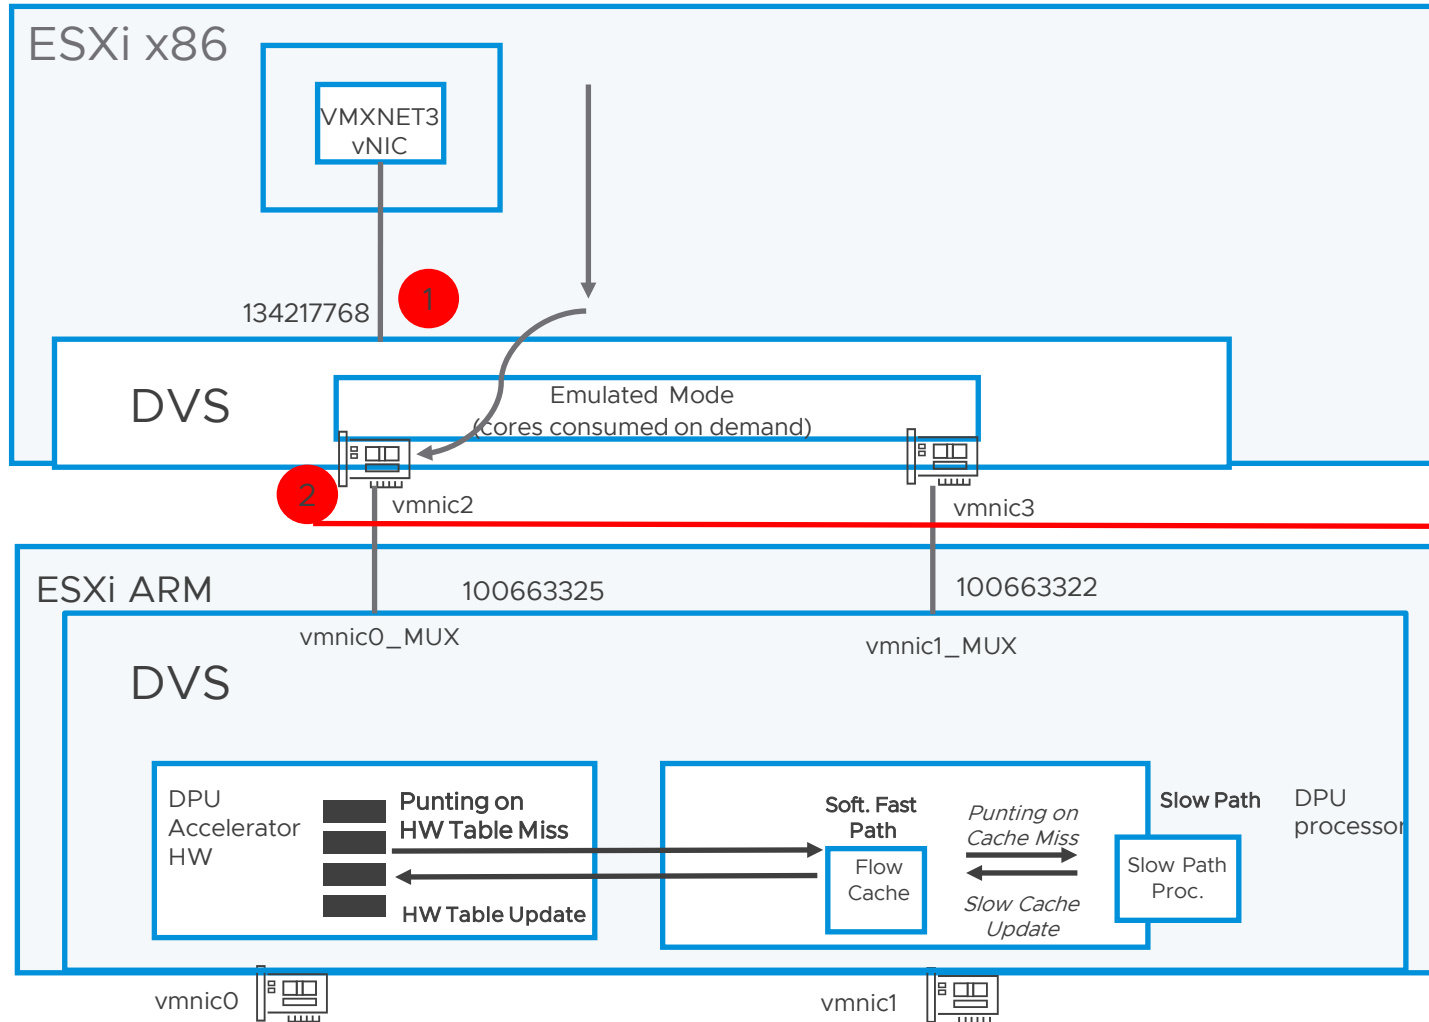 ESXi x86
VMXNET3
vNIC
1
134217768
DVS
Emulated Mode
(cores consumed on demand)
2
vmnic2
vmnic3
ESXi ARM
100663325
100663322
vmnic0_MUX
vmnic1_MUX
DVS
DPU
Accelerator
HW
Punting on
HW Table Miss
HW Table Update
Soft. Fast
Path
Flow
Cache
Punting on
Cache Miss
Slow Cache
Update
Slow Path
Slow Path
Proc.
DPU
processor
vmnic0
vmnic1